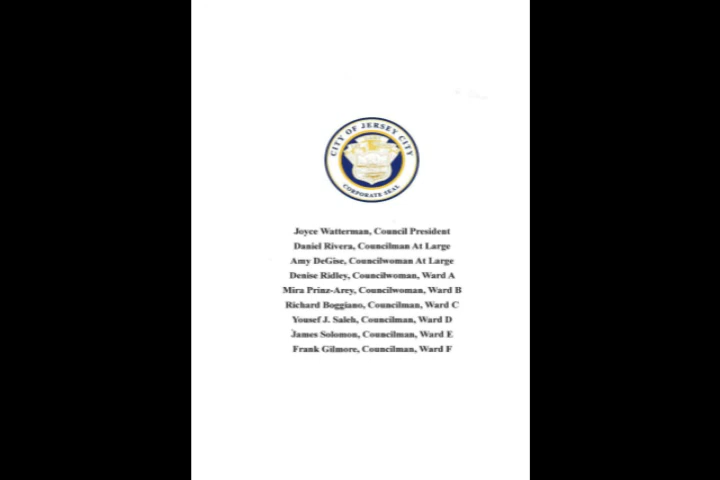 CITY OF JERSEY CITY
CORPORATE SEAL
Joyce Watterman, Council President
Daniel Rivera, Councilman At Large
Amy DeGise, Councilwoman At Large
Denise Ridley, Councilwoman, Ward A
Mira Prinz-Arey, Councilwoman, Ward B
Richard Boggiano, Councilman, Ward C
Yousef J. Saleh, Councilman, Ward D
James Solomon, Councilman, Ward E
Frank Gilmore, Councilman, Ward F